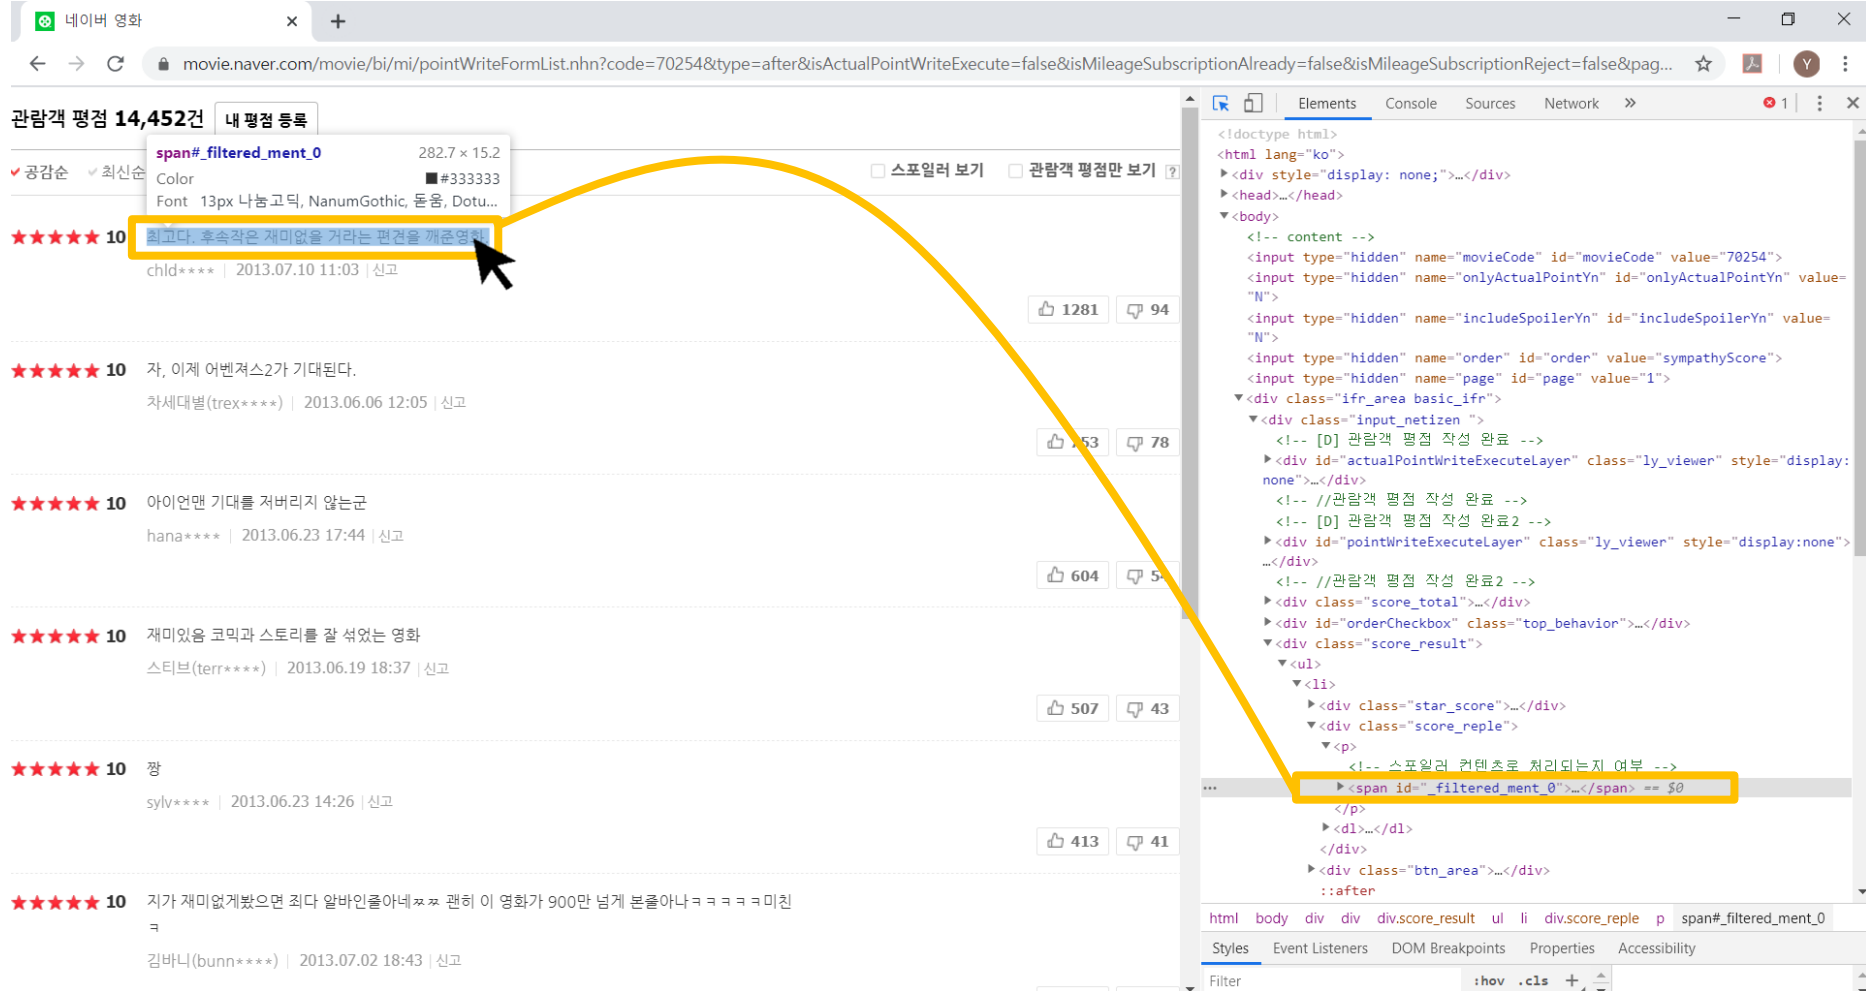 네이버 영화
movie.naver.com/movie/bi/mi/pointWriteFormList.nhn?code=70254&type=after&isActualPointWriteExecute=false&isMileageSubscriptionAlready=false&isMileageSubscriptionReject=false&pag...
Y
관람객 평점 14,452건
내 평점 등록
span#_filtered_ment_0 282.7 × 15.2
Color #333333
Font 13px 나눔고딕, NanumGothic, 돋움, Dotu...
공감순 최신순
스포일러 보기 관람객 평점만 보기 ?
10 최고다. 후속작은 재미없을 거라는 편견을 깨준영화
chld**** | 2013.07.10 11:03 | 신고
1281 94
10 자, 이제 어벤져스2가 기대된다.
차세대별(trex****) | 2013.06.06 12:05 | 신고
53 78
10 아이언맨 기대를 저버리지 않는군
hana**** | 2013.06.23 17:44 | 신고
604 54
10 재미있음 코믹과 스토리를 잘 섞었는 영화
스티브(terr****) | 2013.06.19 18:37 | 신고
507 43
10 짱
sylv**** | 2013.06.23 14:26 | 신고
413 41
10 지가 재미없게봤으면 죄다 알바인줄아네ㅉㅉ 괜히 이 영화가 900만 넘게 본줄아나ㅋㅋㅋㅋㅋ미친
ㅋ
김바니(bunn****) | 2013.07.02 18:43 | 신고
Elements Console Sources Network » 1
<!doctype html>
<html lang="ko">
<div style="display: none;">…</div>
<head>…</head>
<body>
<!-- content -->
<input type="hidden" name="movieCode" id="movieCode" value="70254">
<input type="hidden" name="onlyActualPointYn" id="onlyActualPointYn" value=
"N">
<input type="hidden" name="includeSpoilerYn" id="includeSpoilerYn" value=
"N">
<input type="hidden" name="order" id="order" value="sympathyScore">
<input type="hidden" name="page" id="page" value="1">
<div class="ifr_area basic_ifr">
<div class="input_netizen ">
<!-- [D] 관람객 평점 작성 완료 -->
<div id="actualPointWriteExecuteLayer" class="ly_viewer" style="display:
none">…</div>
<!-- //관람객 평점 작성 완료 -->
<!-- [D] 관람객 평점 작성 완료2 -->
<div id="pointWriteExecuteLayer" class="ly_viewer" style="display:none">
…</div>
<!-- //관람객 평점 작성 완료2 -->
<div class="score_total">…</div>
<div id="orderCheckbox" class="top_behavior">…</div>
<div class="score_result">
<ul>
<li>
<div class="star_score">…</div>
<div class="score_reple">
<p>
<!-- 스포일러 컨텐츠로 처리되는지 여부 -->
<span id="_filtered_ment_0">…</span> == $0
</p>
<dl>…</dl>
</div>
<div class="btn_area">…</div>
::after
html body div div div.score_result ul li div.score_reple p span#_filtered_ment_0
Styles Event Listeners DOM Breakpoints Properties Accessibility
Filter :hov .cls +